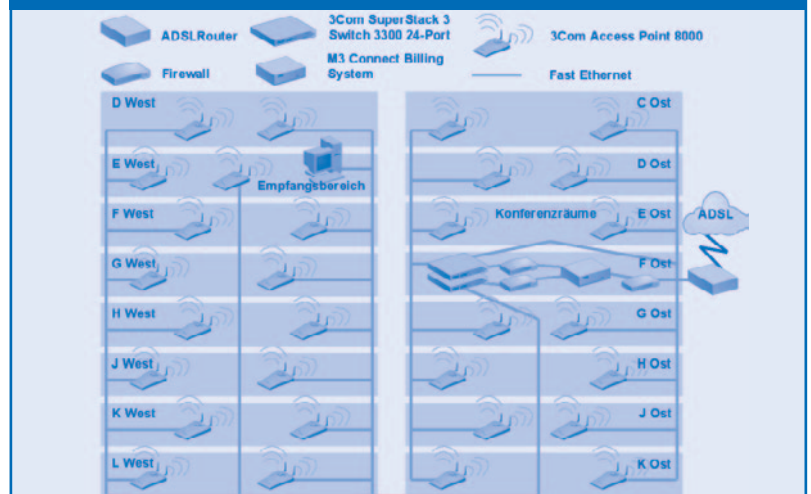 ADSLRouter
3Com SuperStack 3
Switch 3300 24-Port
3Com Access Point 8000
Firewall
M3 Connect Billing
System
Fast Ethernet
D West
C Ost
E West
D Ost
Empfangsbereich
F West
Konferenzräume
E Ost
ADSL
G West
F Ost
H West
G Ost
J West
H Ost
K West
J Ost
L West
K Ost